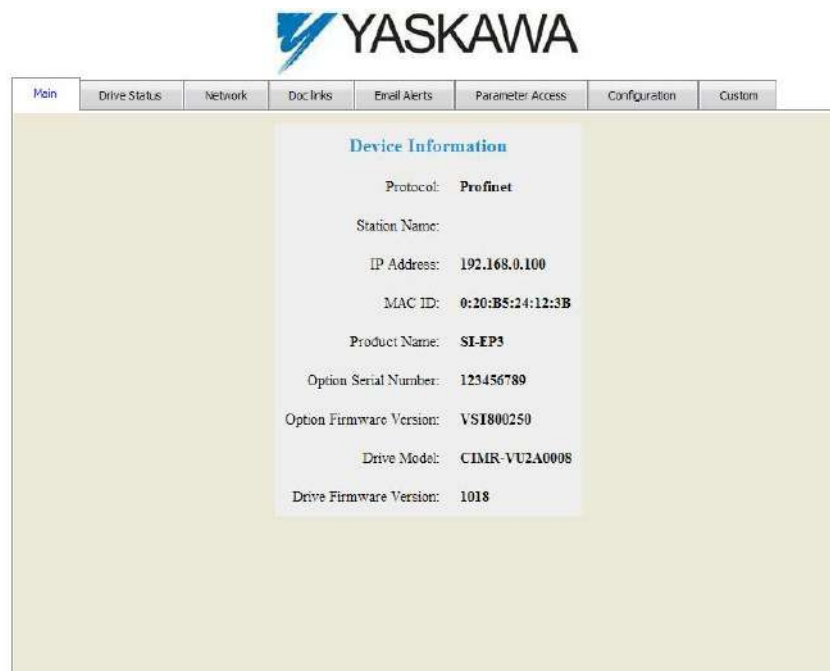 YASKAWA
Main Drive Status Network Doc links Email Alerts Parameter Access Configuration Custom
Device Information
Protocol: Profinet
Station Name:
IP Address: 192.168.0.100
MAC ID: 0:20:B5:24:12:3B
Product Name: SI-EP3
Option Serial Number: 123456789
Option Firmware Version: VST800250
Drive Model: CIMR-VU2A0008
Drive Firmware Version: 1018